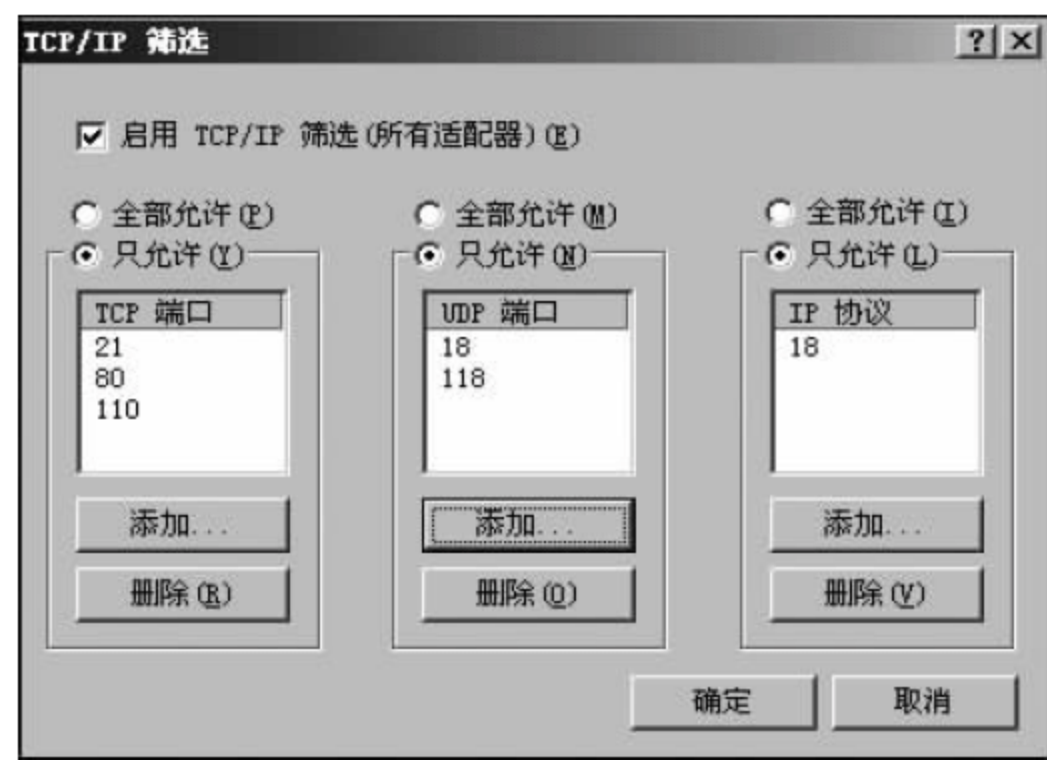 TCP/IP 筛选
启用 TCP/IP 筛选(所有适配器)(E)
全部允许(P)
只允许(Y)
TCP 端口
21
80
110
添加...
删除(R)
全部允许(M)
只允许(N)
UDP 端口
18
118
添加...
删除(O)
全部允许(I)
只允许(L)
IP 协议
18
添加...
删除(V)
确定
取消